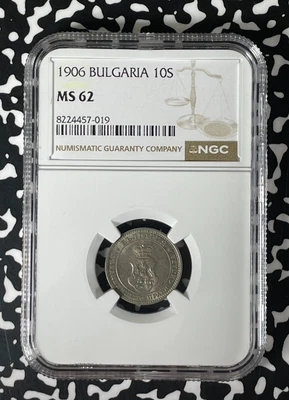 1906 BULGARIA 10S
MS 62
8224457-019
NUMISMATIC GUARANTY COMPANY NGC